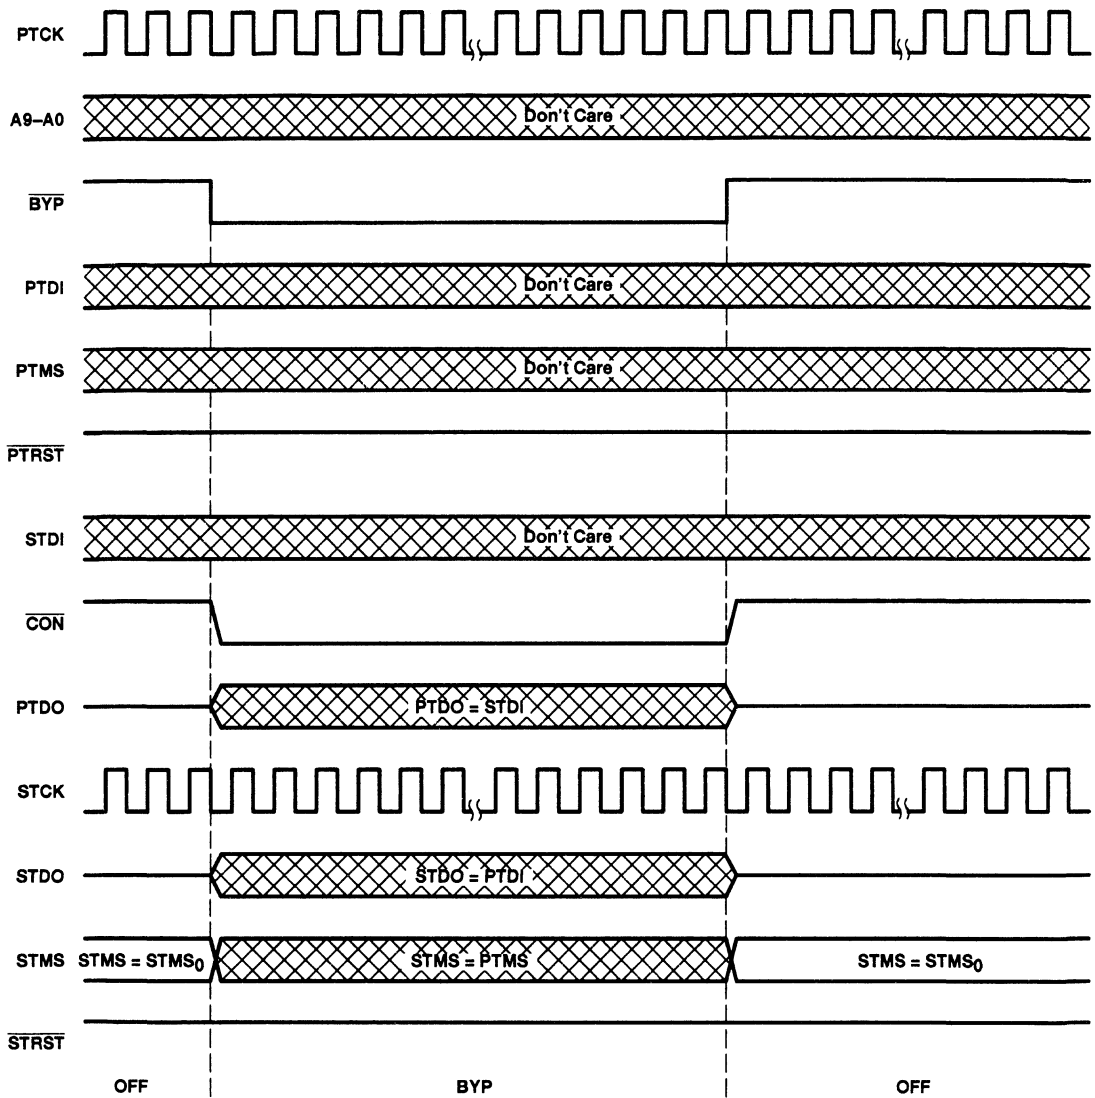 PTCK
A9–A0
Don't Care
BYP
PTDI
Don't Care
PTMS
Don't Care
PTRST
STDI
Don't Care
CON
PTDO
PTDO = STDI
STCK
STDO
STDO = PTDI
STMS
STMS = STMS0
STMS = PTMS
STMS = STMS0
STRST
OFF
BYP
OFF